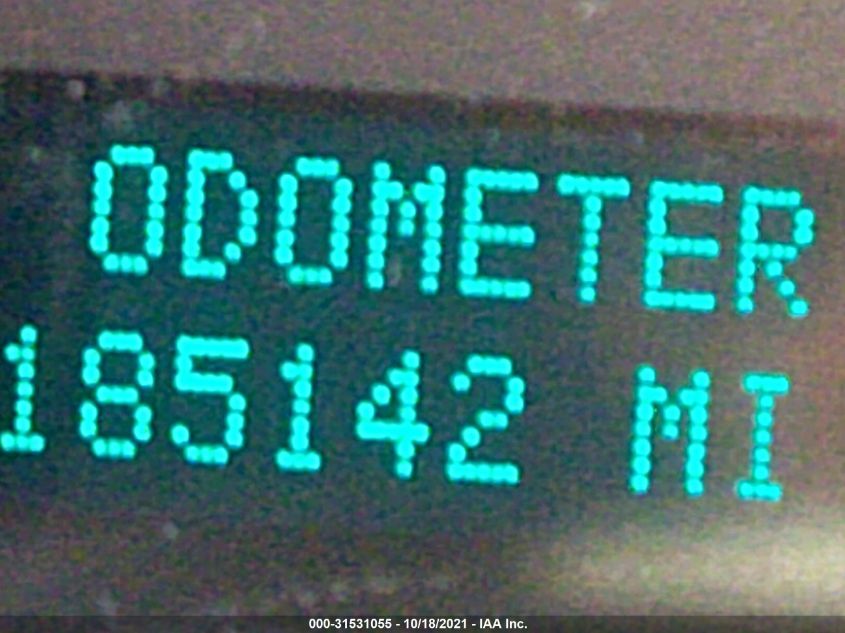 ODOMETER
185142 MI
000-31531055 - 10/18/2021 - IAA Inc.